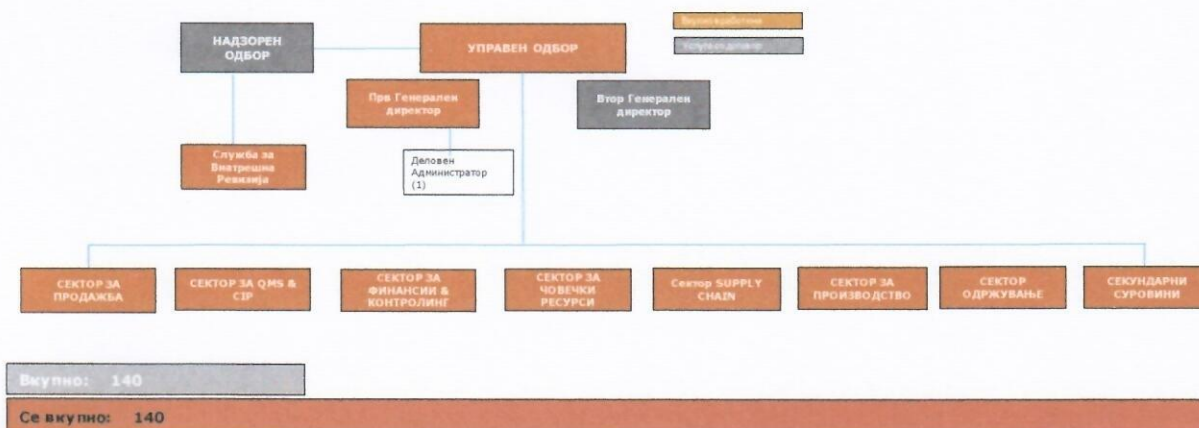 НАДЗОРЕН
ОДБОР
УПРАВЕН ОДБОР
Вкупно вработени
Прв Генерален
директор
Втор Генерален
директор
Служба за
Внатрешна
Ревизија
Деловен
Администратор
(1)
СЕКТОР ЗА
ПРОДАЖБА
СЕКТОР ЗА QMS &
CIP
СЕКТОР ЗА
ФИНАНСИИ &
КОНТРОЛИНГ
СЕКТОР ЗА
ЧОВЕЧКИ
РЕСУРСИ
Сектор SUPPLY
CHAIN
СЕКТОР ЗА
ПРОИЗВОДСТВО
СЕКТОР
ОДРЖУВАЊЕ
СЕКУНДАРНИ
СУРОВИНИ
Вкупно: 140
Се вкупно: 140